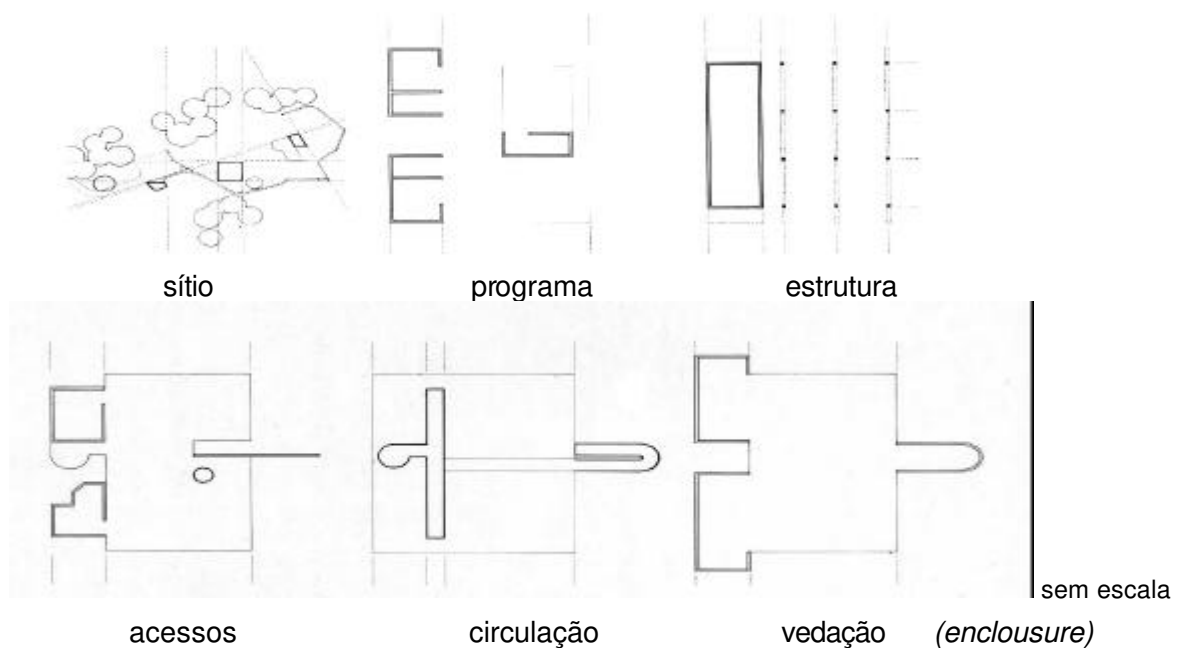 sítio programa estrutura
sem escala
acessos circulação vedação (enclousure)